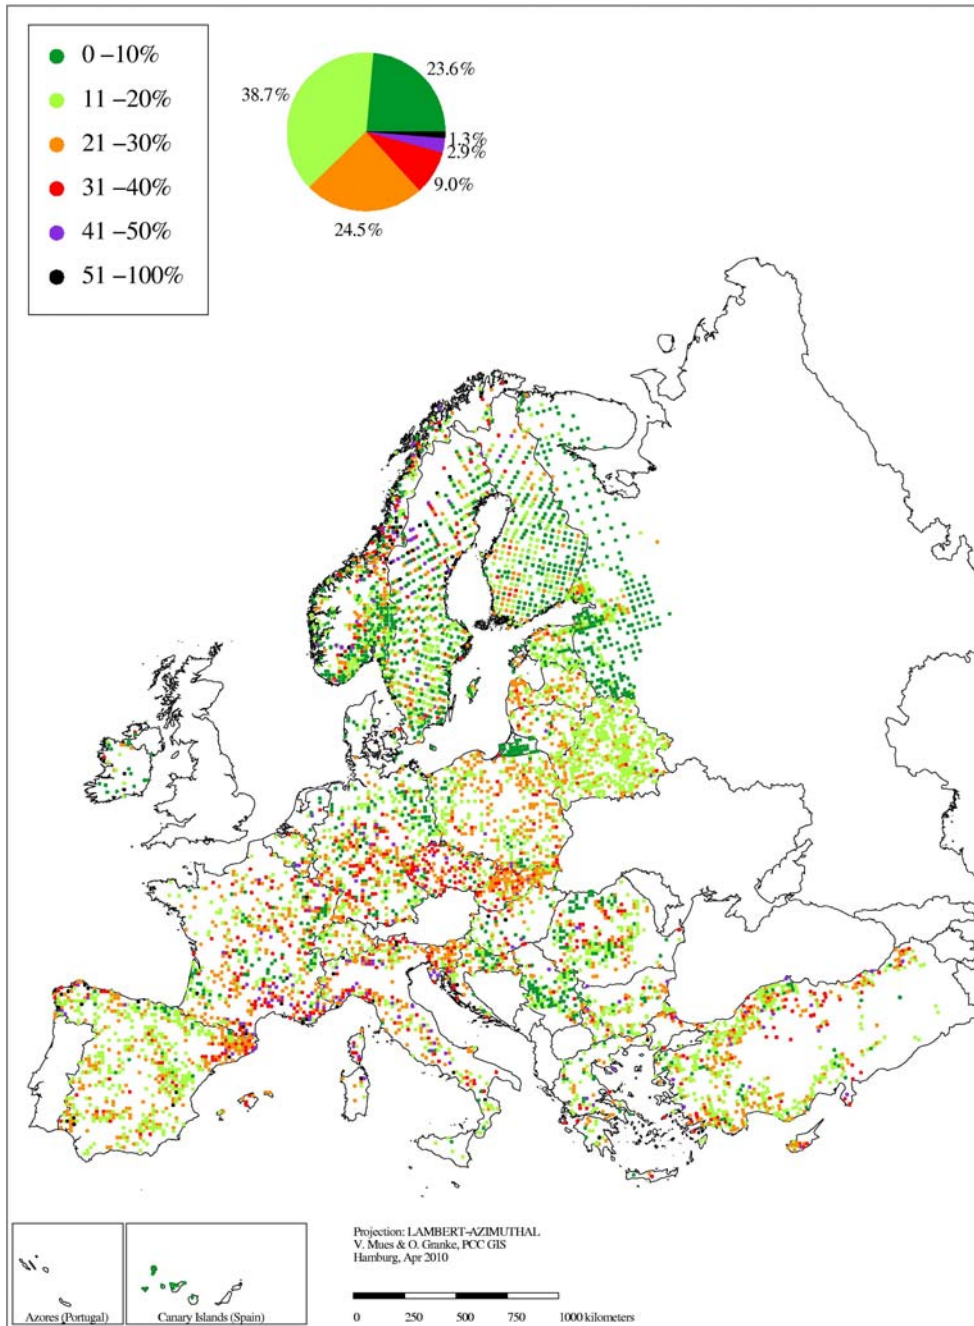 0 –10%
11 –20%
21 –30%
31 –40%
41 –50%
51 –100%
23.6%
38.7%
1.3%
2.9%
9.0%
24.5%
Projection: LAMBERT–AZIMUTHAL
V. Mues & O. Granke, PCC GIS
Hamburg, Apr 2010
Azores (Portugal)
Canary Islands (Spain)
0 250 500 750 1000 kilometers